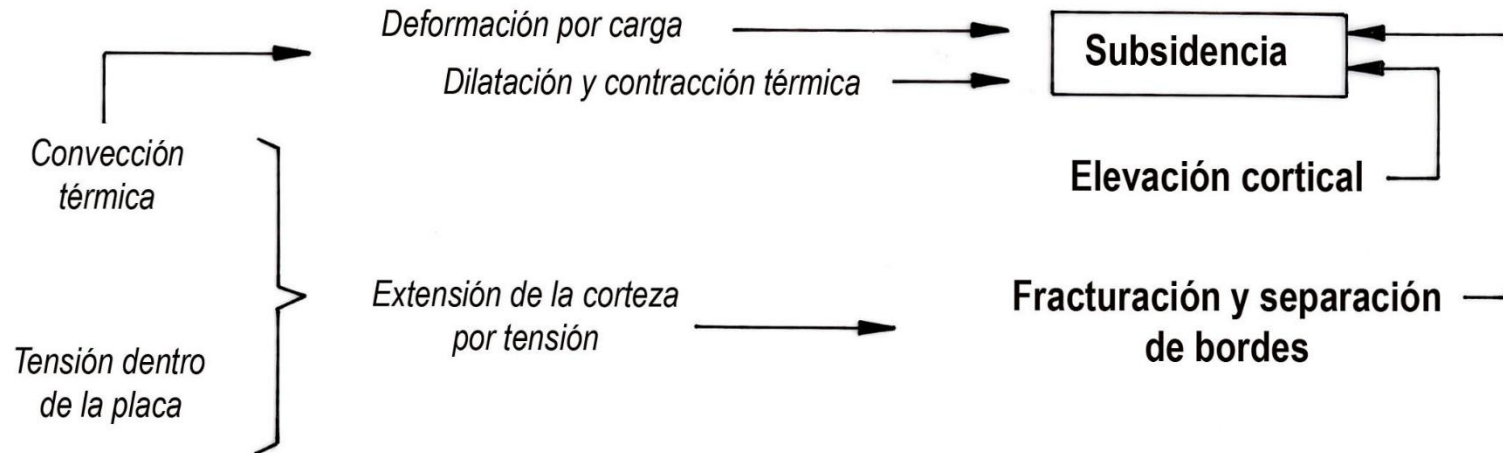 Deformación por carga
Subsidencia
Dilatación y contracción térmica
Convección
térmica
Elevación cortical
Extensión de la corteza
por tensión
Fracturación y separación
de bordes
Tensión dentro
de la placa